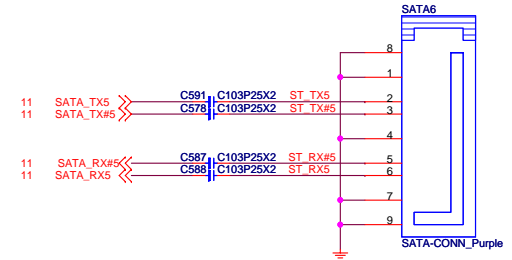 SATA6
8
1
11 SATA_TX5 C591 C103P25X2 ST_TX5 2
11 SATA_TX#5 C578 C103P25X2 ST_TX#5 3
4
11 SATA_RX#5 C587 C103P25X2 ST_RX#5 5
11 SATA_RX5 C588 C103P25X2 ST_RX5 6
7
9
SATA-CONN_Purple